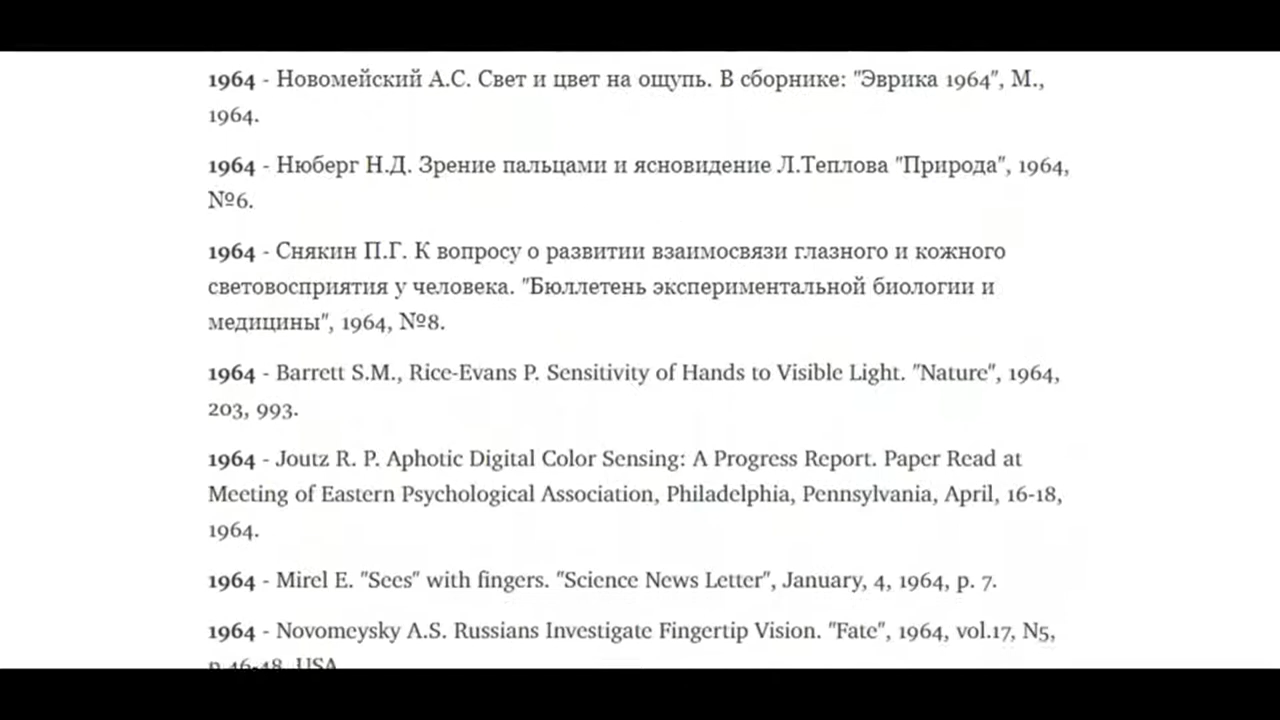 1964 - Новомейский А.С. Свет и цвет на ощупь. В сборнике: "Эврика 1964", М.,
1964.
1964 - Нюберг Н.Д. Зрение пальцами и ясновидение Л.Теплова "Природа", 1964,
№6.
1964 - Снякин П.Г. К вопросу о развитии взаимосвязи глазного и кожного
световосприятия у человека. "Бюллетень экспериментальной биологии и
медицины", 1964, №8.
1964 - Barrett S.M., Rice-Evans P. Sensitivity of Hands to Visible Light. "Nature", 1964,
203, 993.
1964 - Joutz R. P. Aphotic Digital Color Sensing: A Progress Report. Paper Read at
Meeting of Eastern Psychological Association, Philadelphia, Pennsylvania, April, 16-18,
1964.
1964 - Mirel E. "Sees" with fingers. "Science News Letter", January, 4, 1964, p. 7.
1964 - Novomeysky A.S. Russians Investigate Fingertip Vision. "Fate", 1964, vol.17, N5,
p.46-48, USA